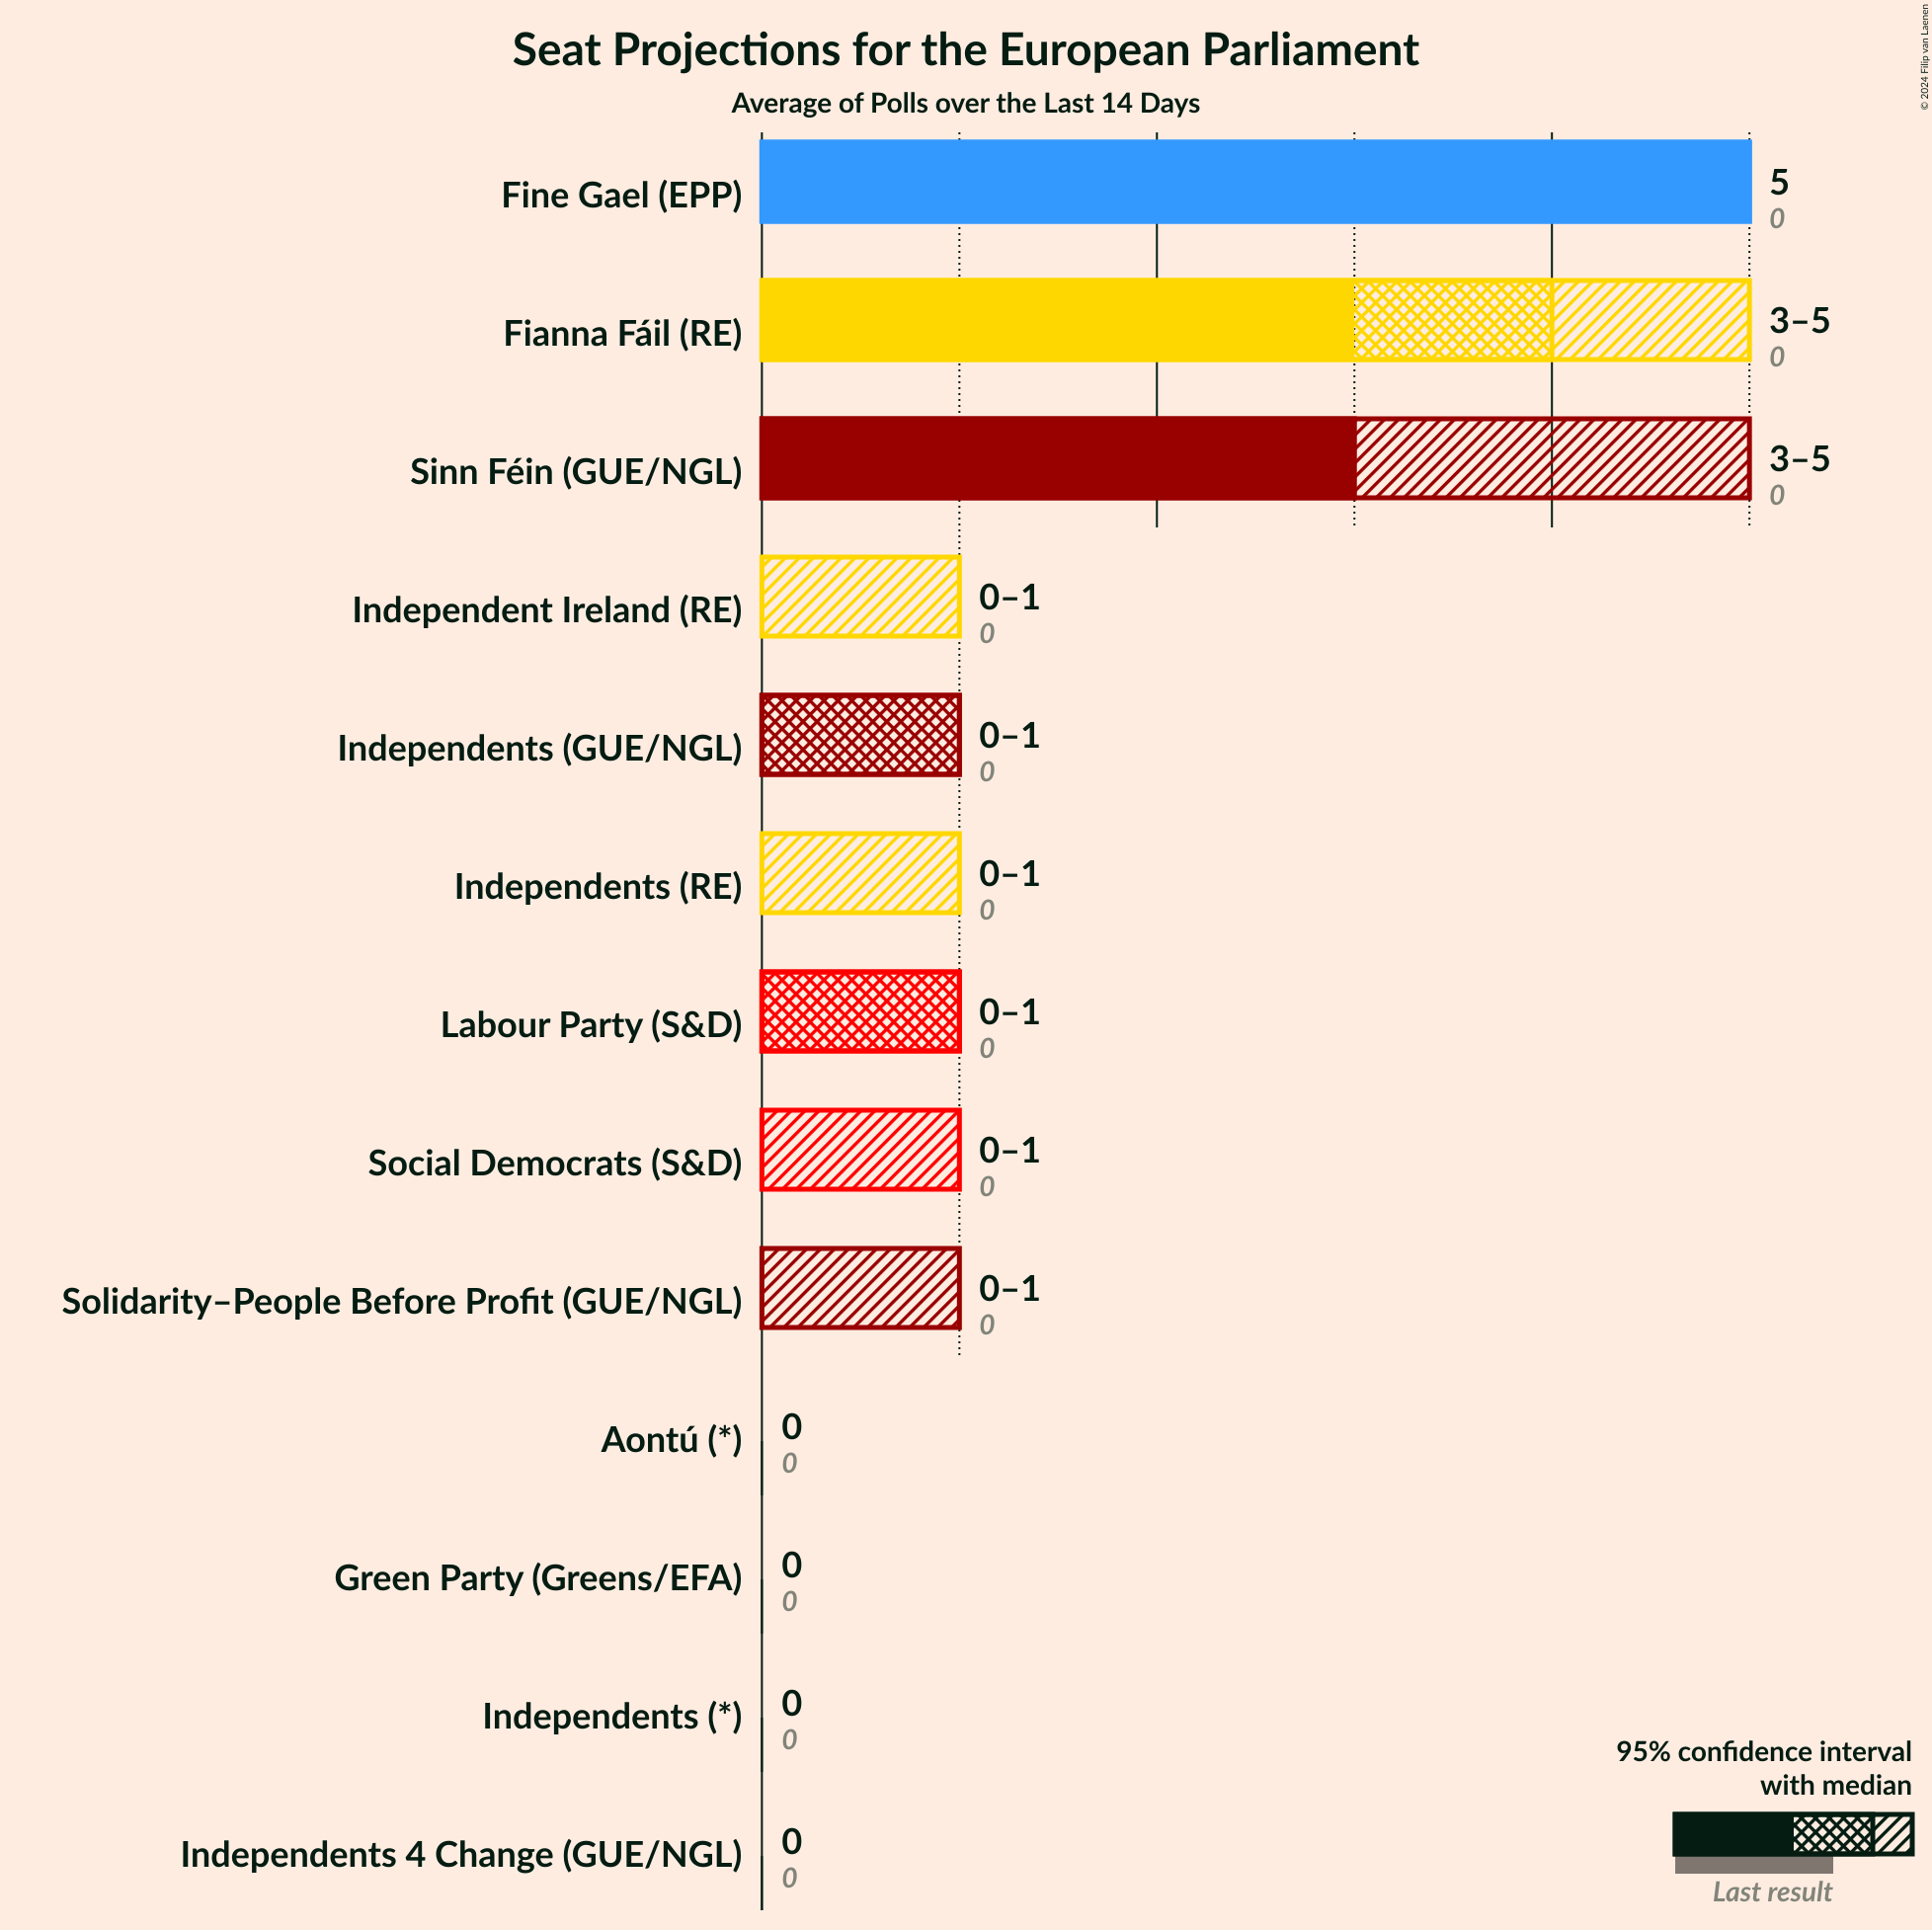 Seat Projections for the European Parliament
Average of Polls over the Last 14 Days
© 2024 Filip van Laenen
Fine Gael (EPP)
5
0
Fianna Fáil (RE)
3–5
0
Sinn Féin (GUE/NGL)
3–5
0
Independent Ireland (RE)
0–1
0
Independents (GUE/NGL)
0–1
0
Independents (RE)
0–1
0
Labour Party (S&D)
0–1
0
Social Democrats (S&D)
0–1
0
Solidarity–People Before Profit (GUE/NGL)
0–1
0
Aontú (*)
0
0
Green Party (Greens/EFA)
0
0
Independents (*)
0
0
Independents 4 Change (GUE/NGL)
0
0
95% confidence interval
with median
Last result